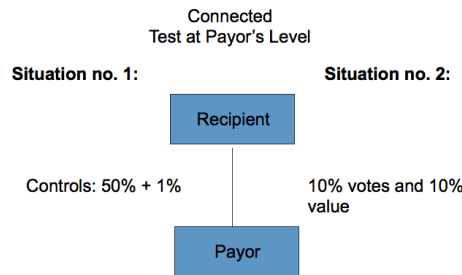 Connected
Test at Payor's Level
Situation no. 1:
Situation no. 2:
Recipient
Controls: 50% + 1%
10% votes and 10%
value
Payor